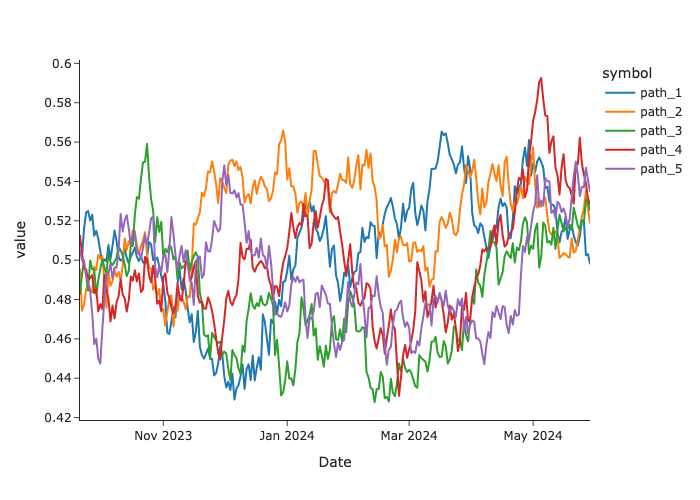 symbol
path_1
path_2
path_3
path_4
path_5
value
0.6
0.58
0.56
0.54
0.52
0.5
0.48
0.46
0.44
0.42
Nov 2023
Jan 2024
Mar 2024
May 2024
Date